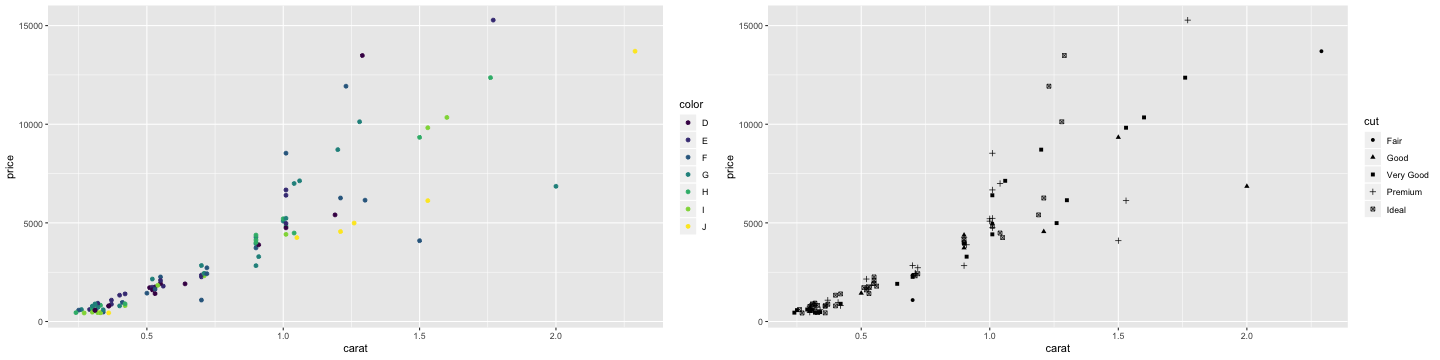 15000
10000
5000
0
price
0.5
1.0
1.5
2.0
carat
color
D
E
F
G
H
I
J
15000
10000
5000
0
price
0.5
1.0
1.5
2.0
carat
cut
Fair
Good
Very Good
Premium
Ideal